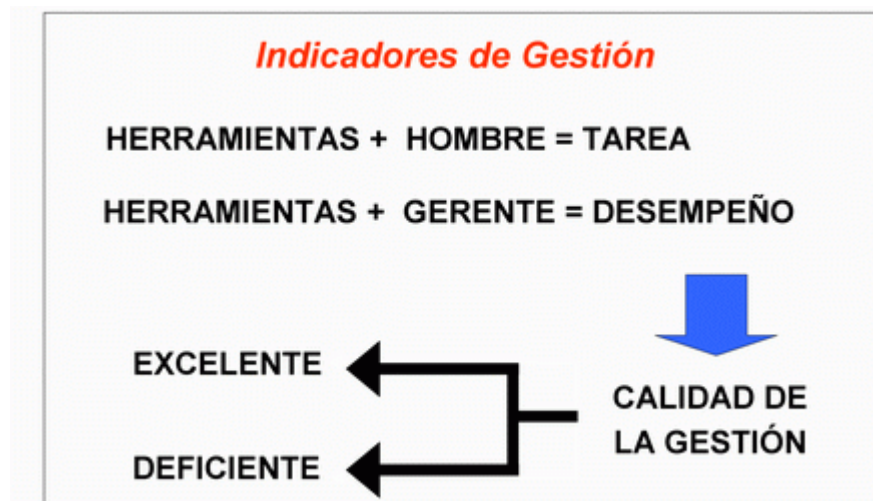 Indicadores de Gestión
HERRAMIENTAS + HOMBRE = TAREA
HERRAMIENTAS + GERENTE = DESEMPEÑO
EXCELENTE
CALIDAD DE
LA GESTIÓN
DEFICIENTE